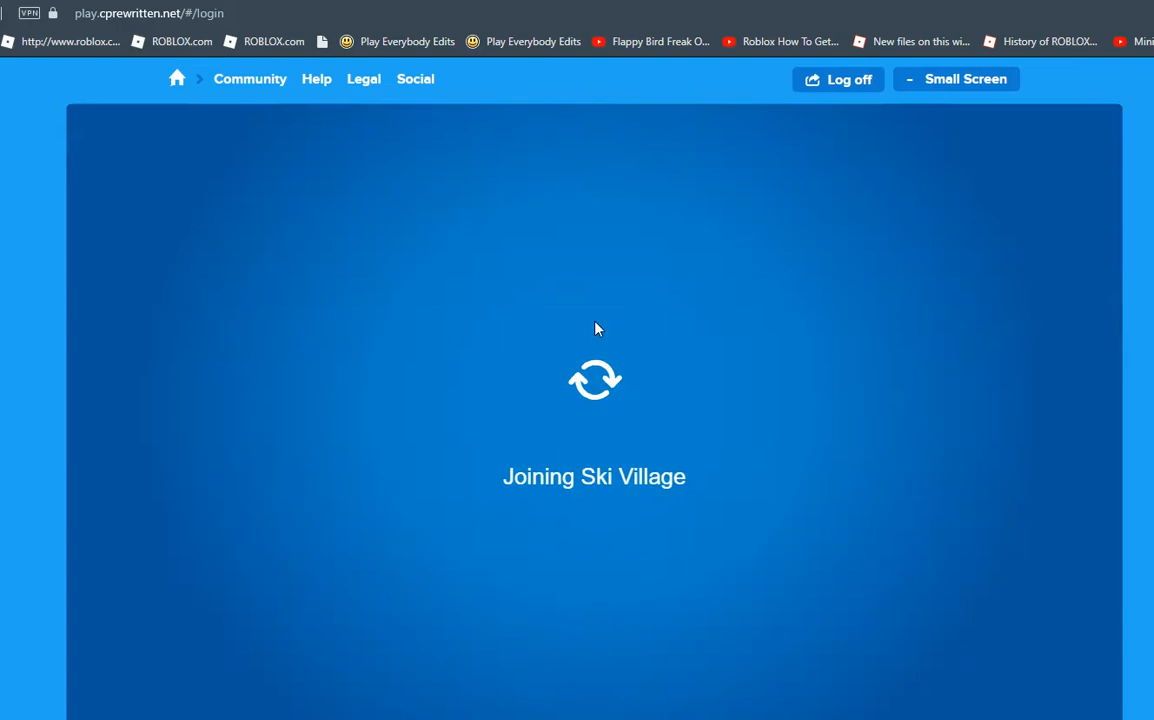 VPN play.cprewritten.net/#/login
http://www.roblox.c... ROBLOX.com ROBLOX.com Play Everybody Edits Play Everybody Edits Flappy Bird Freak O... Roblox How To Get... New files on this wi... History of ROBLOX... Mini
Community Help Legal Social Log off - Small Screen
Joining Ski Village